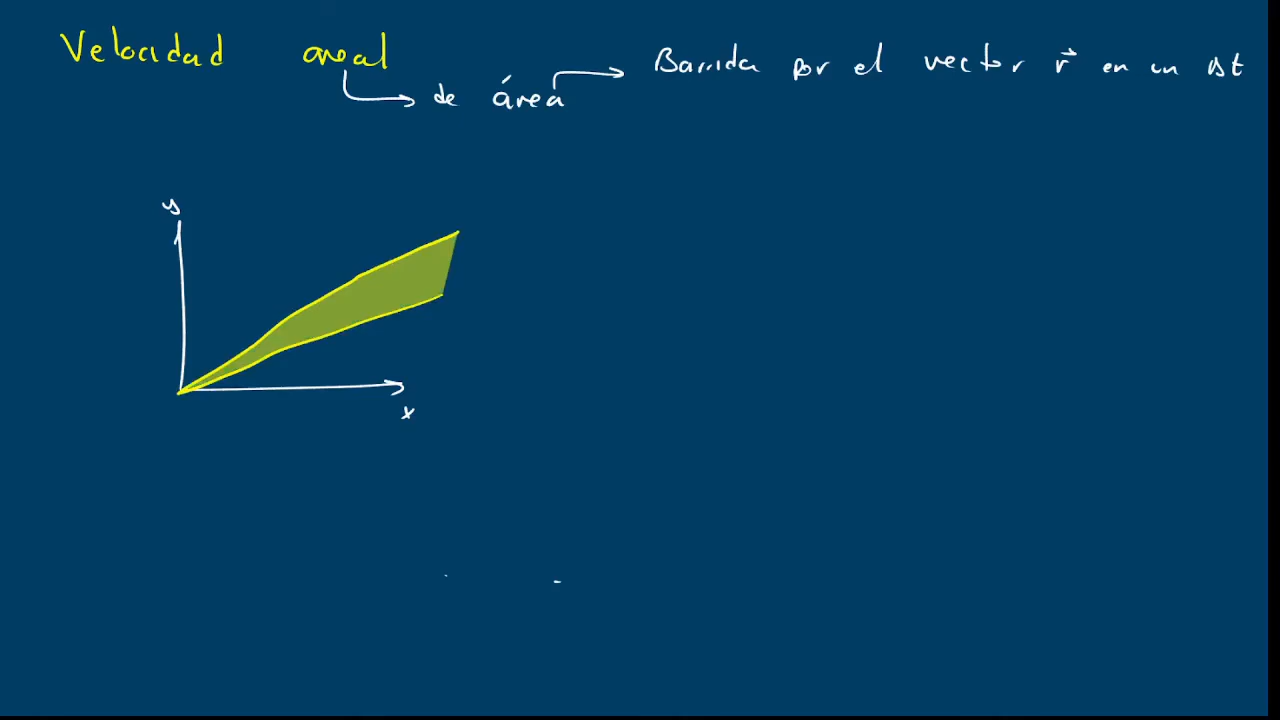 Velocidad areal
de área
Barrida por el vector r⃗ en un Δt
y
x